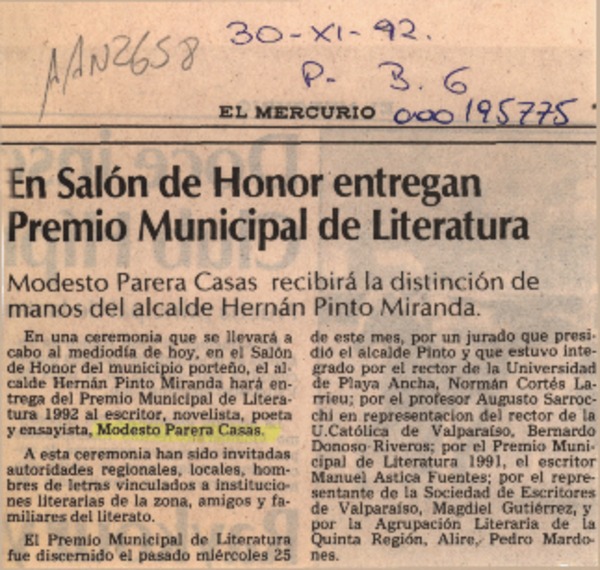 AAN2658
30-XI-92.
P. B. 6
EL MERCURIO
000195775
En Salón de Honor entregan
Premio Municipal de Literatura
Modesto Parera Casas recibirá la distinción de
manos del alcalde Hernán Pinto Miranda.
En una ceremonia que se llevará a
cabo al mediodía de hoy, en el Salón
de Honor del municipio porteño, el al-
calde Hernán Pinto Miranda hará en-
trega del Premio Municipal de Litera-
tura 1992 al escritor, novelista, poeta
y ensayista, Modesto Parera Casas.
A esta ceremonia han sido invitadas
autoridades regionales, locales, hom-
bres de letras vinculados a institucio-
nes literarias de la zona, amigos y fa-
miliares del literato.
El Premio Municipal de Literatura
fue discernido el pasado miércoles 25
de este mes, por un jurado que presi-
dió el alcalde Pinto y que estuvo inte-
grado por el rector de la Universidad
de Playa Ancha, Normán Cortés La-
rrieu; por el profesor Augusto Sarroc-
chi en representacion del rector de la
U.Católica de Valparaíso, Bernardo
Donoso Riveros; por el Premio Muni-
cipal de Literatura 1991, el escritor
Manuel Astica Fuentes; por el repre-
sentante de la Sociedad de Escritores
de Valparaíso, Magdiel Gutiérrez, y
por la Agrupación Literaria de la
Quinta Región, Alire, Pedro Mardo-
nes.